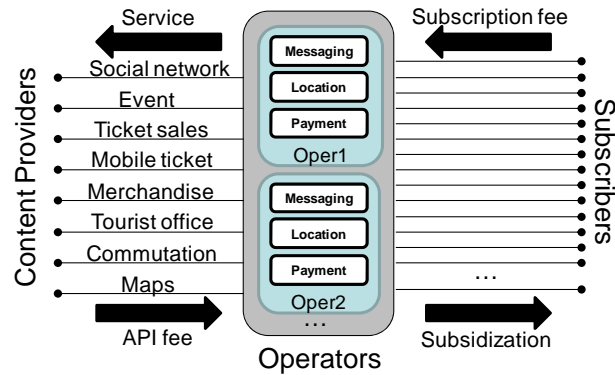 Service
Subscription fee
Content Providers
Social network
Event
Ticket sales
Mobile ticket
Merchandise
Tourist office
Commutation
Maps
API fee
Messaging
Location
Payment
Oper1
Messaging
Location
Payment
Oper2
...
Operators
Subscribers
...
Subsidization